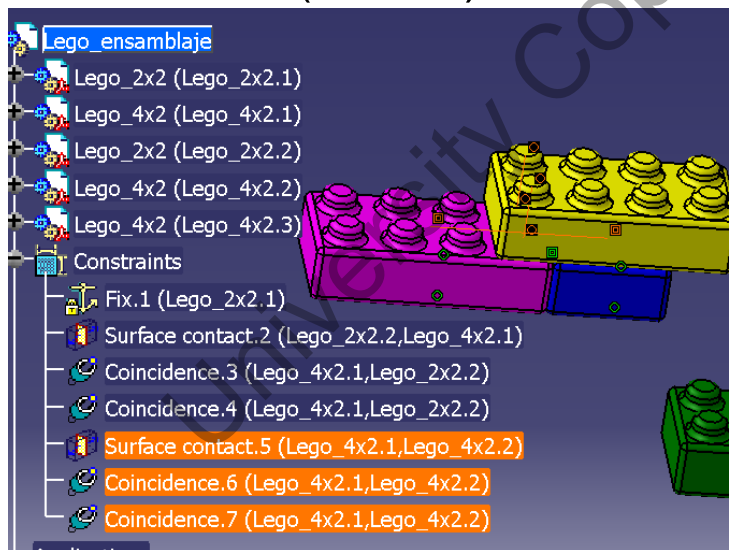 Lego_ensamblaje
Lego_2x2 (Lego_2x2.1)
Lego_4x2 (Lego_4x2.1)
Lego_2x2 (Lego_2x2.2)
Lego_4x2 (Lego_4x2.2)
Lego_4x2 (Lego_4x2.3)
Constraints
Fix.1 (Lego_2x2.1)
Surface contact.2 (Lego_2x2.2,Lego_4x2.1)
Coincidence.3 (Lego_4x2.1,Lego_2x2.2)
Coincidence.4 (Lego_4x2.1,Lego_2x2.2)
Surface contact.5 (Lego_4x2.1,Lego_4x2.2)
Coincidence.6 (Lego_4x2.1,Lego_4x2.2)
Coincidence.7 (Lego_4x2.1,Lego_4x2.2)
University Cop